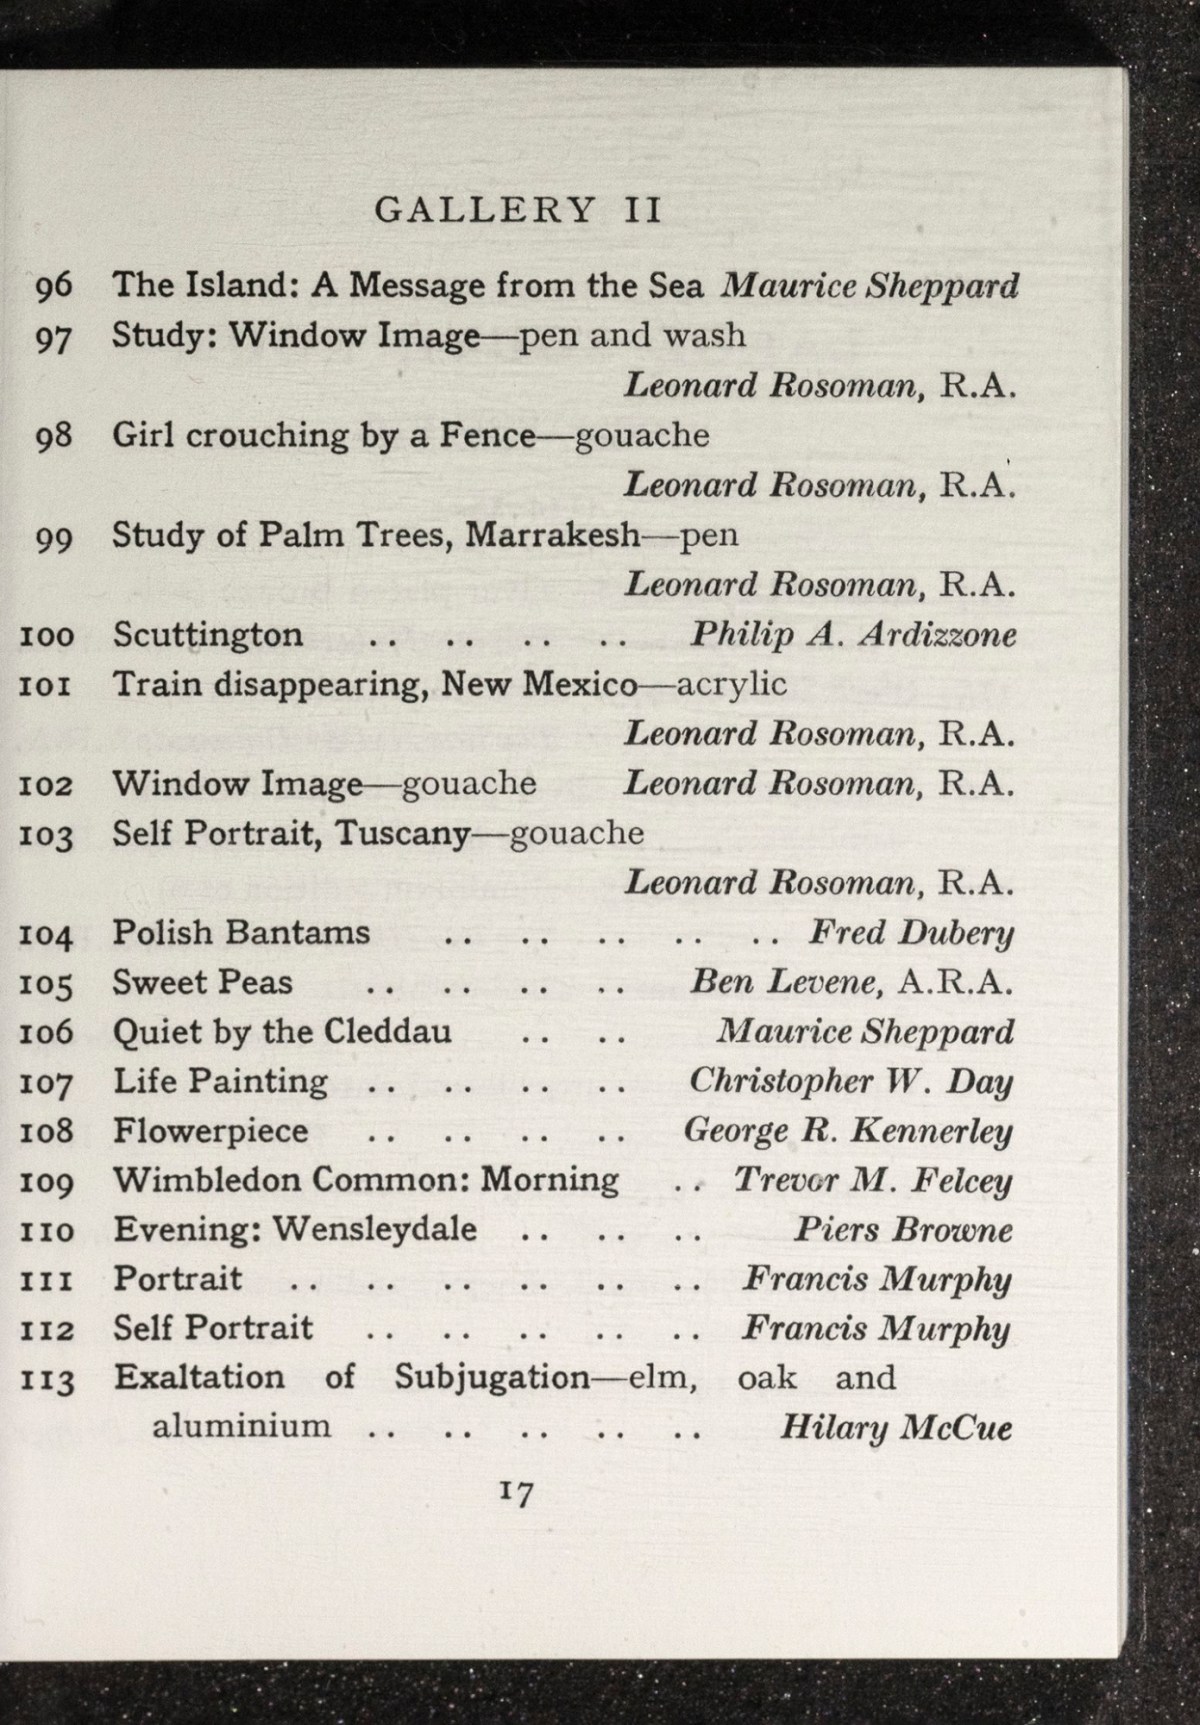 GALLERY II
96 The Island: A Message from the Sea Maurice Sheppard
97 Study: Window Image—pen and wash
Leonard Rosoman, R.A.
98 Girl crouching by a Fence—gouache
Leonard Rosoman, R.A.
99 Study of Palm Trees, Marrakesh—pen
Leonard Rosoman, R.A.
100 Scuttington .. .. .. .. Philip A. Ardizzone
101 Train disappearing, New Mexico—acrylic
Leonard Rosoman, R.A.
102 Window Image—gouache Leonard Rosoman, R.A.
103 Self Portrait, Tuscany—gouache
Leonard Rosoman, R.A.
104 Polish Bantams .. .. .. .. .. Fred Dubery
105 Sweet Peas .. .. .. .. Ben Levene, A.R.A.
106 Quiet by the Cleddau .. .. Maurice Sheppard
107 Life Painting .. .. .. .. Christopher W. Day
108 Flowerpiece .. .. .. .. George R. Kennerley
109 Wimbledon Common: Morning .. Trevor M. Felcey
110 Evening: Wensleydale .. .. .. Piers Browne
111 Portrait .. .. .. .. .. .. Francis Murphy
112 Self Portrait .. .. .. .. .. Francis Murphy
113 Exaltation of Subjugation—elm, oak and
aluminium .. .. .. .. .. Hilary McCue
17